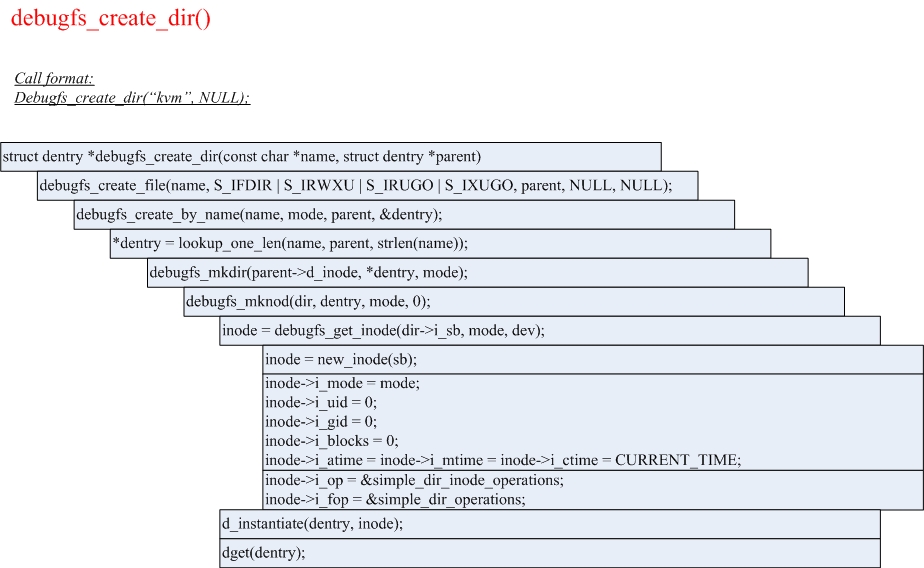 debugfs_create_dir()
Call format:
Debugfs_create_dir(“kvm”, NULL);
struct dentry *debugfs_create_dir(const char *name, struct dentry *parent)
debugfs_create_file(name, S_IFDIR | S_IRWXU | S_IRUGO | S_IXUGO, parent, NULL, NULL);
debugfs_create_by_name(name, mode, parent, &dentry);
*dentry = lookup_one_len(name, parent, strlen(name));
debugfs_mkdir(parent->d_inode, *dentry, mode);
debugfs_mknod(dir, dentry, mode, 0);
inode = debugfs_get_inode(dir->i_sb, mode, dev);
inode = new_inode(sb);
inode->i_mode = mode;
inode->i_uid = 0;
inode->i_gid = 0;
inode->i_blocks = 0;
inode->i_atime = inode->i_mtime = inode->i_ctime = CURRENT_TIME;
inode->i_op = &simple_dir_inode_operations;
inode->i_fop = &simple_dir_operations;
d_instantiate(dentry, inode);
dget(dentry);